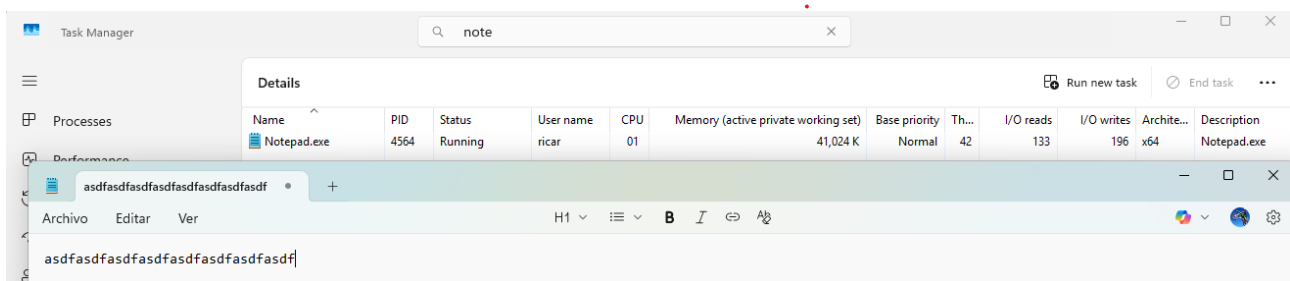 Task Manager
note
Details
Run new task
End task
Processes
Name PID Status User name CPU Memory (active private working set) Base priority Th... I/O reads I/O writes Archite... Description
Notepad.exe 4564 Running ricar 01 41,024 K Normal 42 133 196 x64 Notepad.exe
Performance
asdfasdfasdfasdfasdfasdfasdf
Archivo Editar Ver
H1 B I
asdfasdfasdfasdfasdfasdfasdf